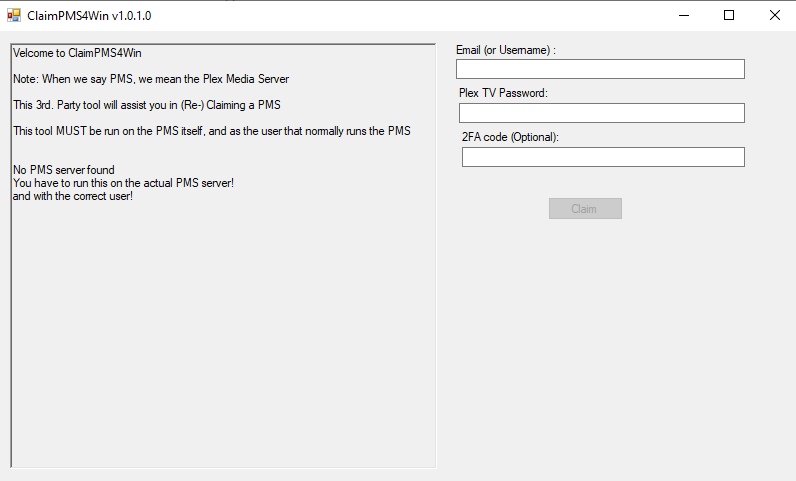 ClaimPMS4Win v1.0.1.0
Velcome to ClaimPMS4Win
Note: When we say PMS, we mean the Plex Media Server
This 3rd. Party tool will assist you in (Re-) Claiming a PMS
This tool MUST be run on the PMS itself, and as the user that normally runs the PMS
No PMS server found
You have to run this on the actual PMS server!
and with the correct user!
Email (or Username) :
Plex TV Password:
2FA code (Optional):
Claim